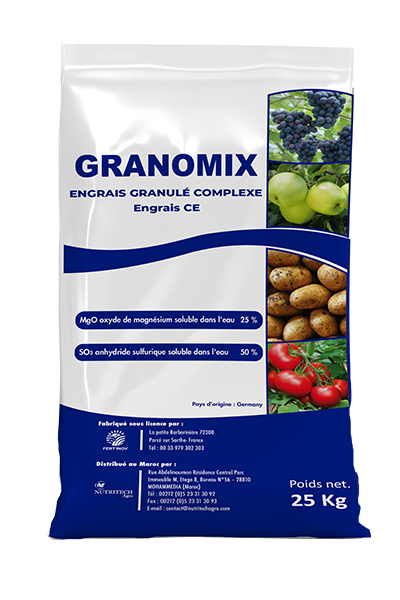 GRANOMIX
ENGRAIS GRANULÉ COMPLEXE
Engrais CE
MgO oxyde de magnésium soluble dans l'eau 25 %
SO3 anhydride sulfurique soluble dans l'eau 50 %
Pays d'origine : Germany
Fabriqué sous licence par :
FERTINOV
La petite Barberinière 72300
Parcé sur Sarthe- France
Tél : 00 33 979 302 303
Distribué au Maroc par :
NUTRITECH
Agro
Rue Abdelmoumen Résidence Central Parc
Immeuble M, Etage B, Bureau N°56 - 28810
MOHAMMEDIA (Maroc)
Tél : 00212 (0)5 23 31 30 92
Fax : 00212 (0)5 23 31 30 93
E-mail : contact@nutritechagro.com
Poids net.
25 Kg